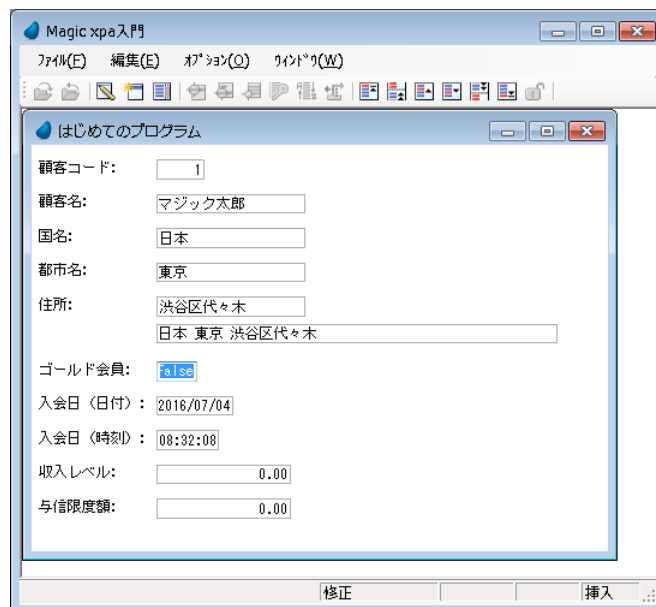 Magic xpa入門
ﾌｧｲﾙ(F) 編集(E) ｵﾌﾟｼｮﾝ(O) ｳｨﾝﾄﾞｳ(W)
はじめてのプログラム
顧客コード: 1
顧客名: マジック太郎
国名: 日本
都市名: 東京
住所: 渋谷区代々木
日本 東京 渋谷区代々木
ゴールド会員: False
入会日（日付）: 2016/07/04
入会日（時刻）: 08:32:08
収入レベル: 0.00
与信限度額: 0.00
修正 挿入